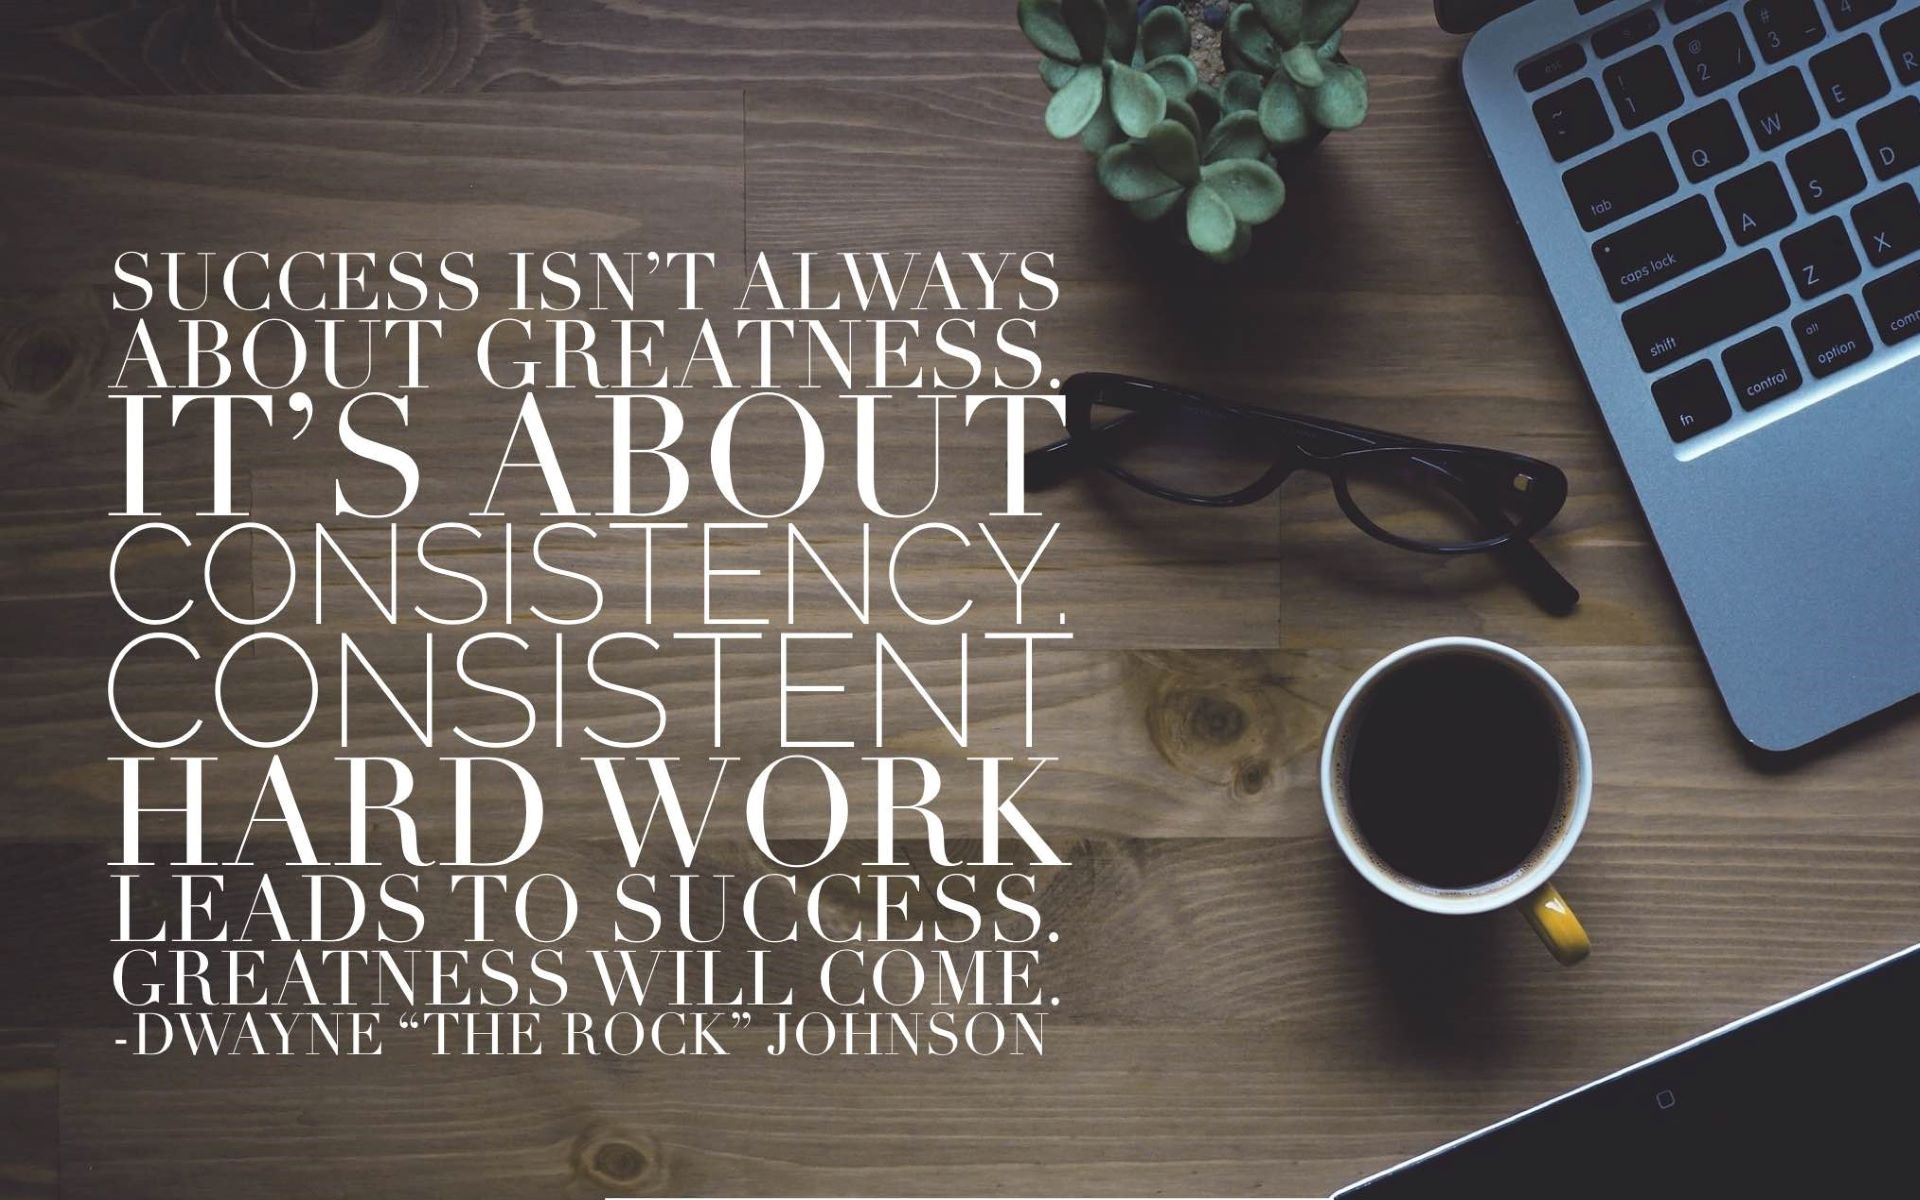 SUCCESS ISN'T ALWAYS
ABOUT GREATNESS.
IT'S ABOUT
CONSISTENCY.
CONSISTENT
HARD WORK
LEADS TO SUCCESS.
GREATNESS WILL COME.
-DWAYNE “THE ROCK” JOHNSON
esc
~ ` ! 1 @ 2 / # 3 _ 4
tab Q W E R
caps lock A S D
shift Z X
fn control alt option